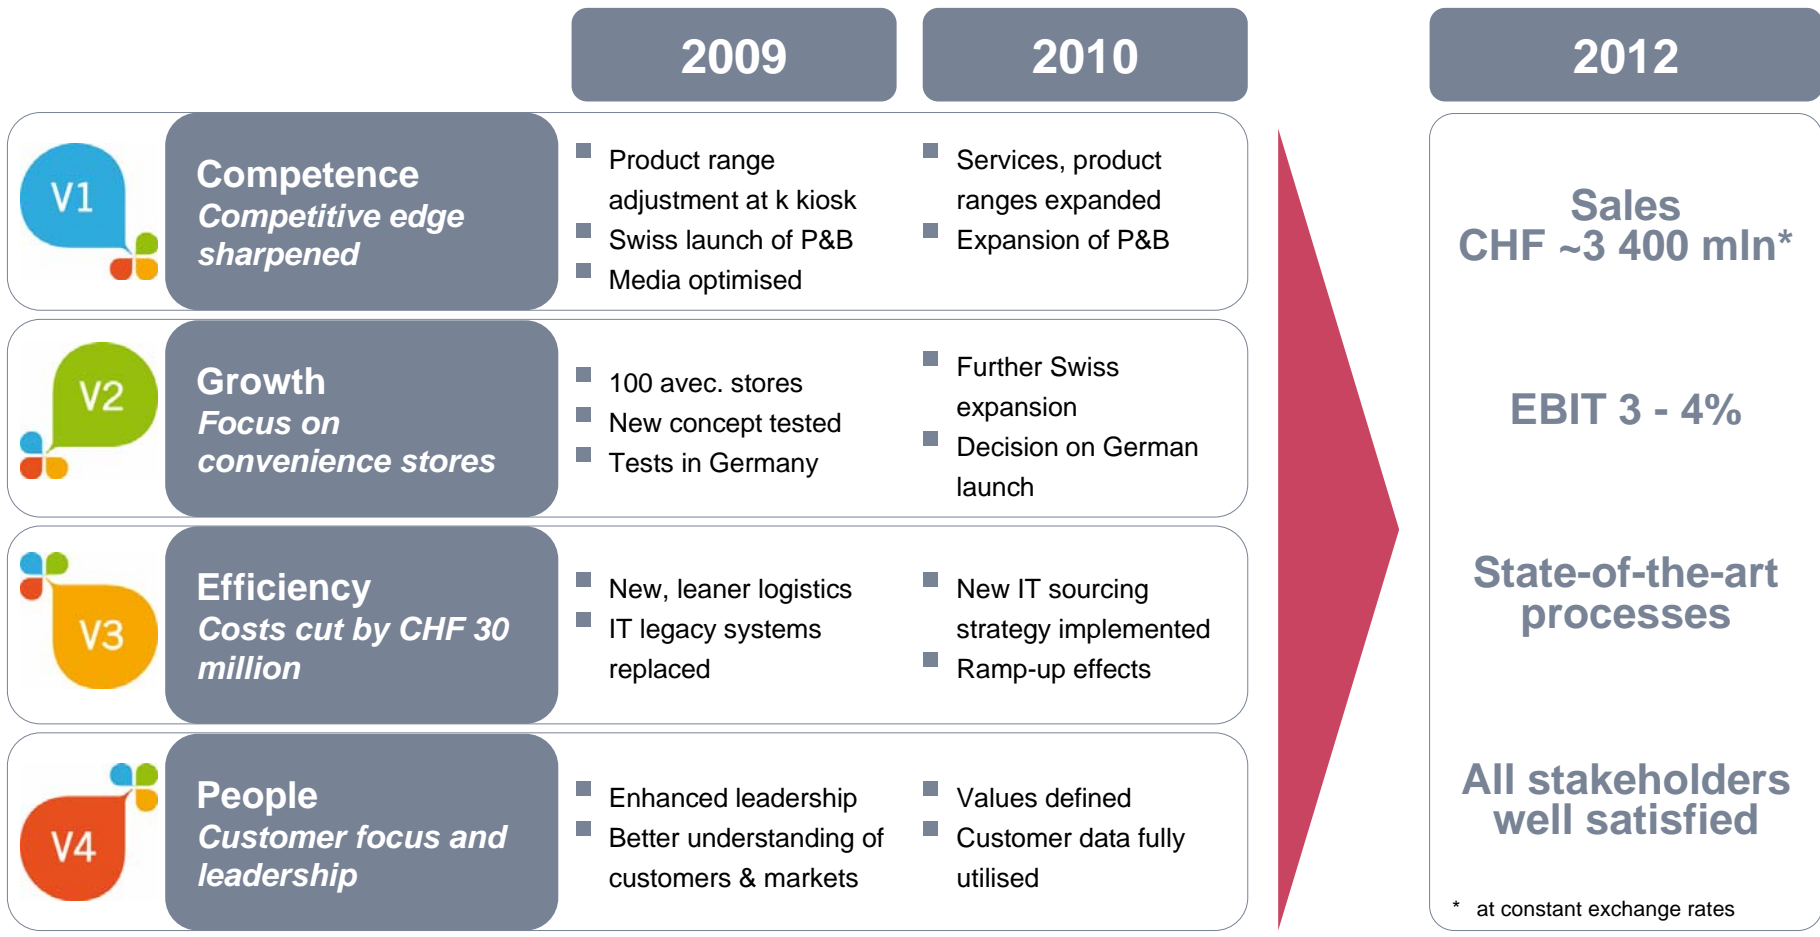 2009
2010
2012
V1
Competence
Competitive edge
sharpened
Product range
adjustment at k kiosk
Swiss launch of P&B
Media optimised
Services, product
ranges expanded
Expansion of P&B
V2
Growth
Focus on
convenience stores
100 avec. stores
New concept tested
Tests in Germany
Further Swiss
expansion
Decision on German
launch
V3
Efficiency
Costs cut by CHF 30
million
New, leaner logistics
IT legacy systems
replaced
New IT sourcing
strategy implemented
Ramp-up effects
V4
People
Customer focus and
leadership
Enhanced leadership
Better understanding of
customers & markets
Values defined
Customer data fully
utilised
Sales
CHF ~3 400 mln*
EBIT 3 - 4%
State-of-the-art
processes
All stakeholders
well satisfied
* at constant exchange rates